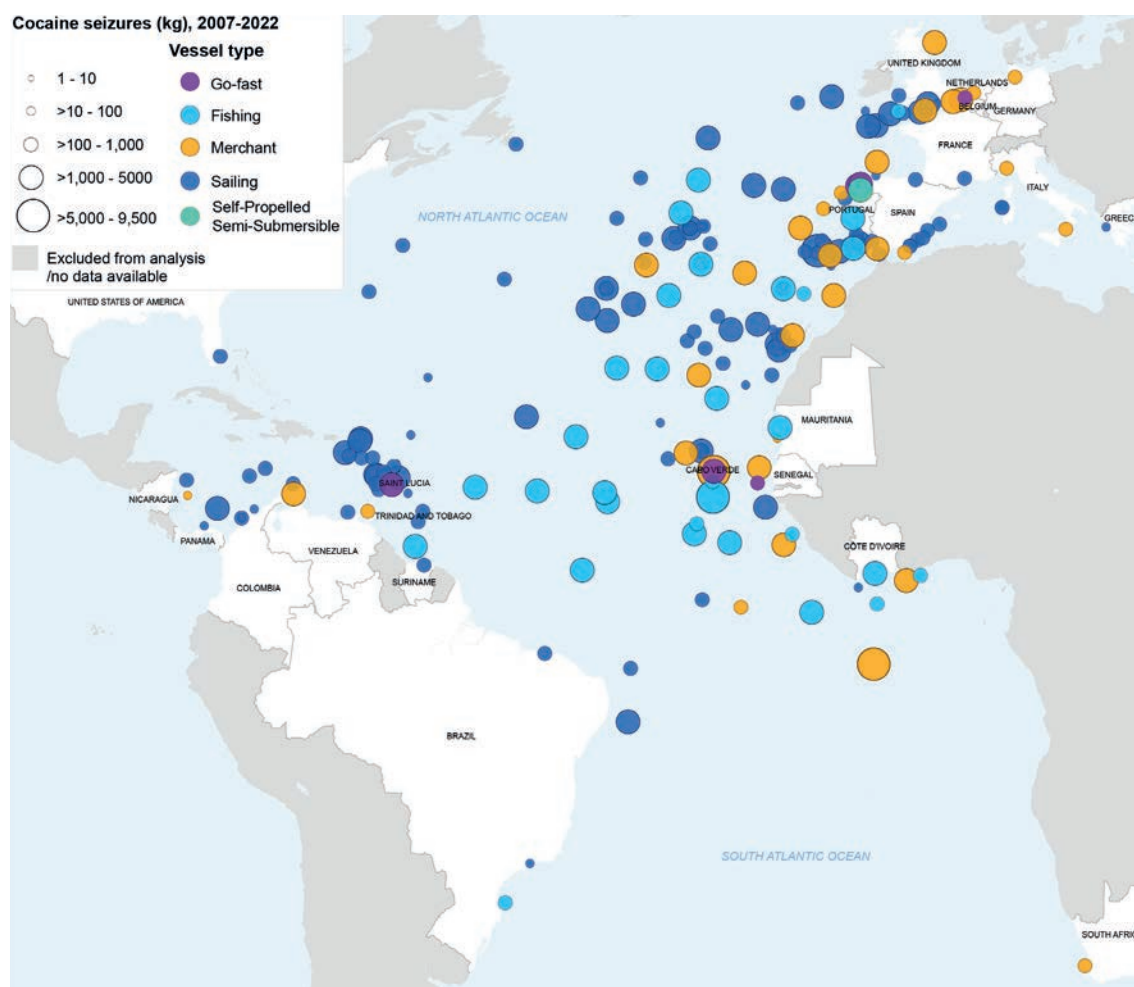 Cocaine seizures (kg), 2007-2022
Vessel type
1 - 10
>10 - 100
>100 - 1,000
>1,000 - 5000
>5,000 - 9,500
Go-fast
Fishing
Merchant
Sailing
Self-Propelled
Semi-Submersible
Excluded from analysis
/no data available
UNITED KINGDOM
NETHERLANDS
BELGIUM
GERMANY
FRANCE
ITALY
NORTH ATLANTIC OCEAN
PORTUGAL
SPAIN
GREEC
UNITED STATES OF AMERICA
MAURITANIA
CABO VERDE
SENEGAL
SAINT LUCIA
NICARAGUA
TRINIDAD AND TOBAGO
PANAMA
CÔTE D'IVOIRE
VENEZUELA
SURINAME
COLOMBIA
BRAZIL
SOUTH ATLANTIC OCEAN
SOUTH AFRIC